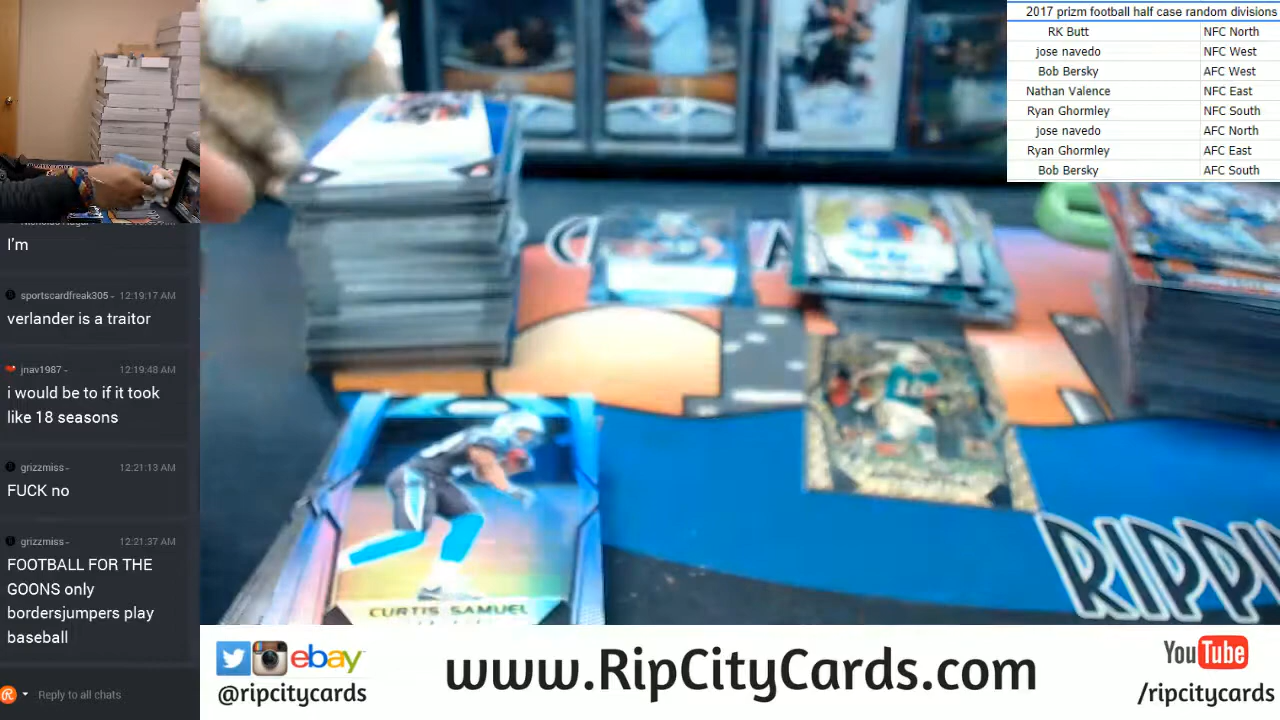 2017 prizm football half case random divisions
RK Butt NFC North
jose navedo NFC West
Bob Bersky AFC West
Nathan Valence NFC East
Ryan Ghormley NFC South
jose navedo AFC North
Ryan Ghormley AFC East
Bob Bersky AFC South
I'm
sportscardfreak305 - 12:19:17 AM
verlander is a traitor
jnav1987 - 12:19:48 AM
i would be to if it took
like 18 seasons
grizzmiss - 12:21:13 AM
FUCK no
grizzmiss - 12:21:37 AM
FOOTBALL FOR THE
GOONS only
bordersjumpers play
baseball
Reply to all chats
CURTIS SAMUEL
RIPPI
ebay
@ripcitycards
www.RipCityCards.com
YouTube
/ripcitycards